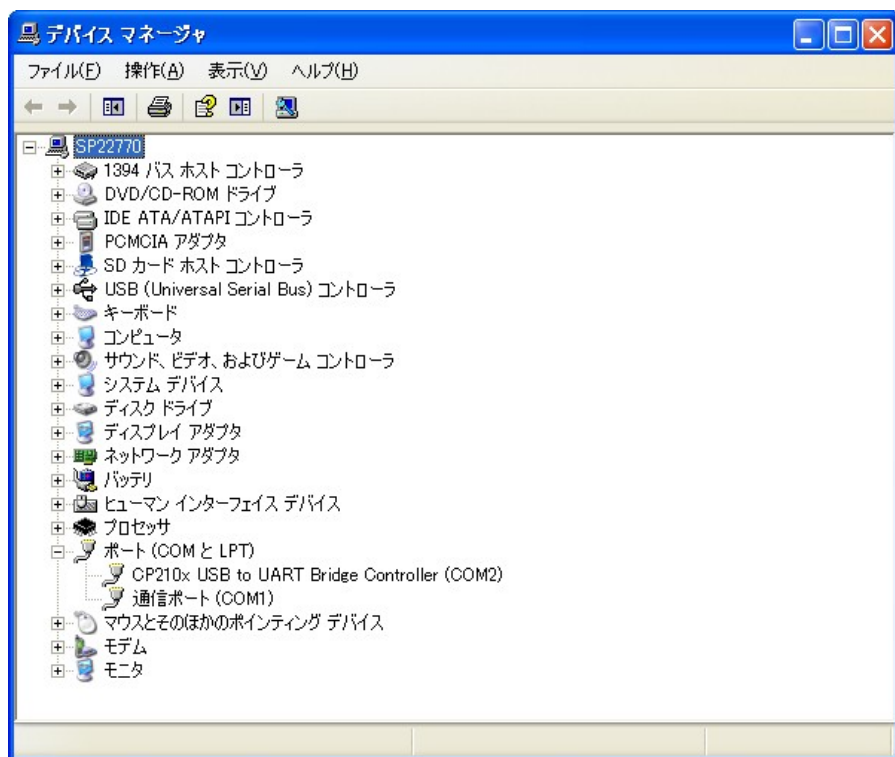 デバイス マネージャ
ファイル(F) 操作(A) 表示(V) ヘルプ(H)
SP22770
1394 バス ホスト コントローラ
DVD/CD-ROM ドライブ
IDE ATA/ATAPI コントローラ
PCMCIA アダプタ
SD カード ホスト コントローラ
USB (Universal Serial Bus) コントローラ
キーボード
コンピュータ
サウンド、ビデオ、およびゲーム コントローラ
システム デバイス
ディスク ドライブ
ディスプレイ アダプタ
ネットワーク アダプタ
バッテリ
ヒューマン インターフェイス デバイス
プロセッサ
ポート (COM と LPT)
CP210x USB to UART Bridge Controller (COM2)
通信ポート (COM1)
マウスとそのほかのポインティング デバイス
モデム
モニタ